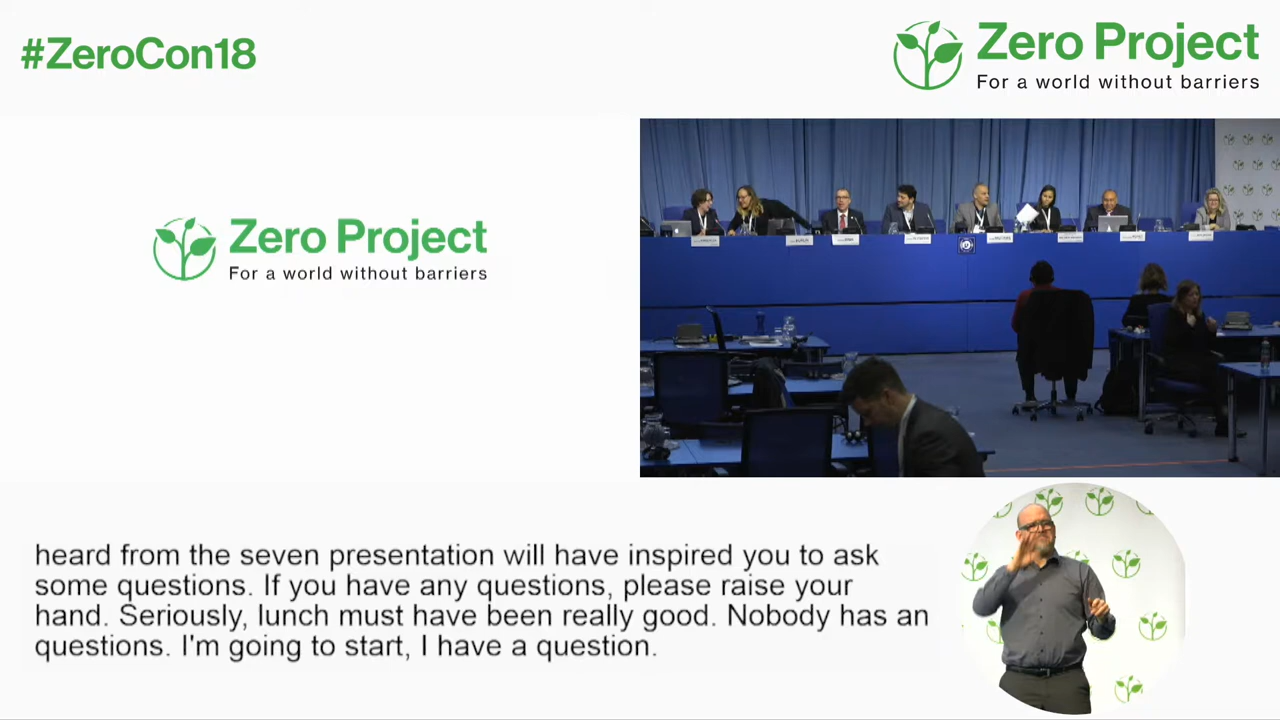 #ZeroCon18
Zero Project
For a world without barriers
Zero Project
For a world without barriers
heard from the seven presentation will have inspired you to ask
some questions. If you have any questions, please raise your
hand. Seriously, lunch must have been really good. Nobody has an
questions. I'm going to start, I have a question.